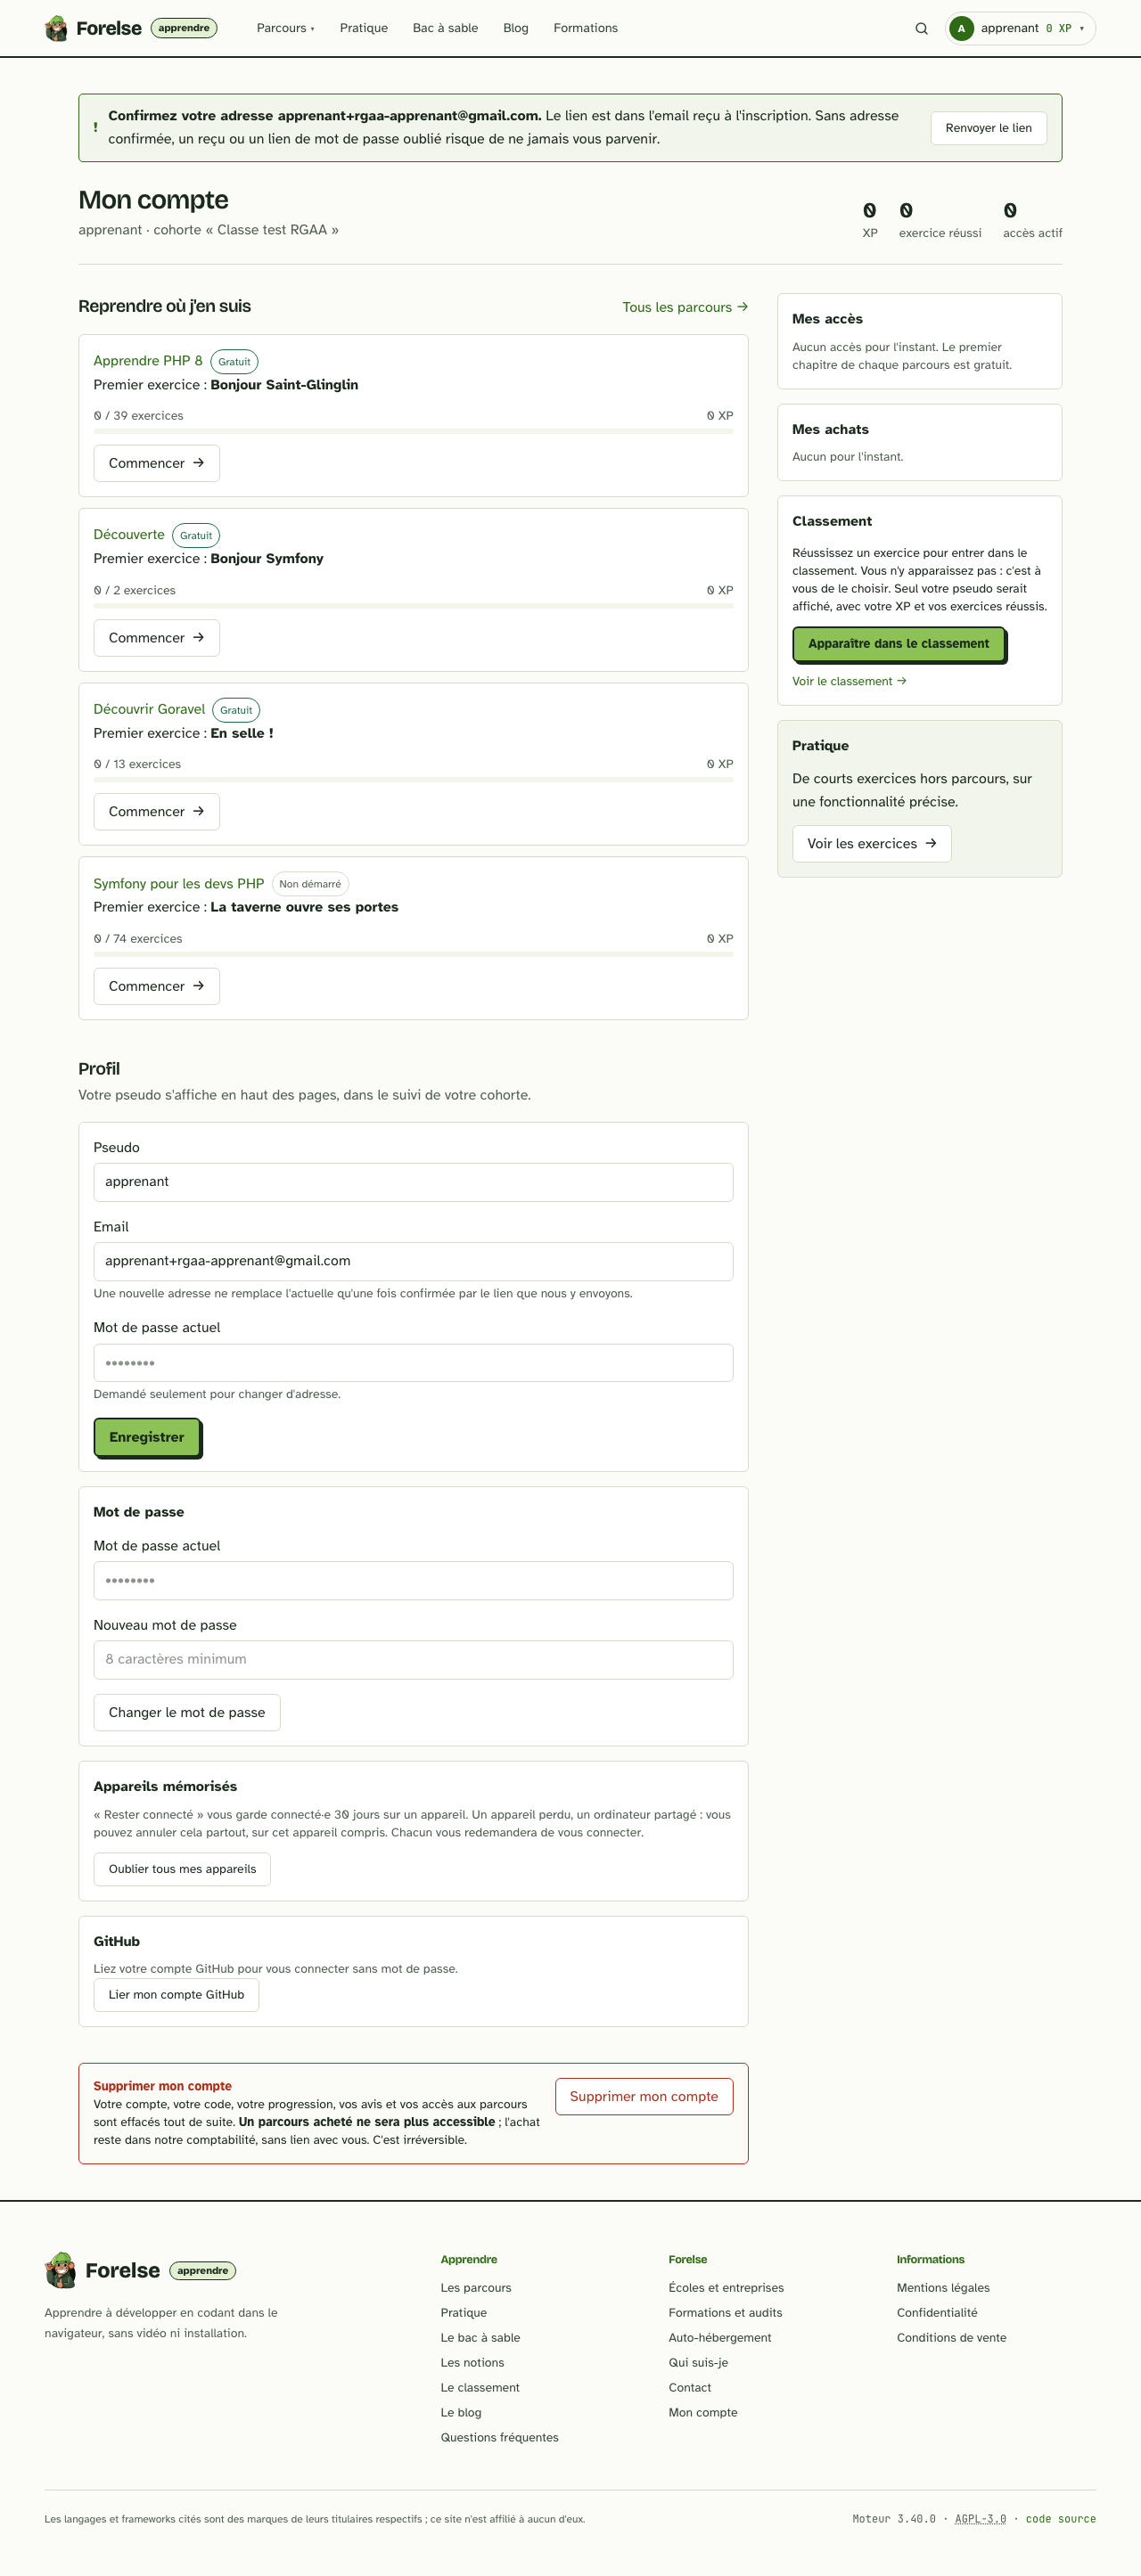 Forelse apprendre
Parcours ▾ Pratique Bac à sable Blog Formations
A apprenant 0 XP ▾
! Confirmez votre adresse apprenant+rgaa-apprenant@gmail.com. Le lien est dans l'email reçu à l'inscription. Sans adresse
confirmée, un reçu ou un lien de mot de passe oublié risque de ne jamais vous parvenir.
Renvoyer le lien
Mon compte
apprenant · cohorte « Classe test RGAA »
0 0 0
XP exercice réussi accès actif
Reprendre où j'en suis
Tous les parcours →
Apprendre PHP 8 Gratuit
Premier exercice : Bonjour Saint-Glinglin
0 / 39 exercices 0 XP
Commencer →
Découverte Gratuit
Premier exercice : Bonjour Symfony
0 / 2 exercices 0 XP
Commencer →
Découvrir Goravel Gratuit
Premier exercice : En selle !
0 / 13 exercices 0 XP
Commencer →
Symfony pour les devs PHP Non démarré
Premier exercice : La taverne ouvre ses portes
0 / 74 exercices 0 XP
Commencer →
Mes accès
Aucun accès pour l'instant. Le premier
chapitre de chaque parcours est gratuit.
Mes achats
Aucun pour l'instant.
Classement
Réussissez un exercice pour entrer dans le
classement. Vous n'y apparaissez pas : c'est à
vous de le choisir. Seul votre pseudo serait
affiché, avec votre XP et vos exercices réussis.
Apparaître dans le classement
Voir le classement →
Pratique
De courts exercices hors parcours, sur
une fonctionnalité précise.
Voir les exercices →
Profil
Votre pseudo s'affiche en haut des pages, dans le suivi de votre cohorte.
Pseudo
apprenant
Email
apprenant+rgaa-apprenant@gmail.com
Une nouvelle adresse ne remplace l'actuelle qu'une fois confirmée par le lien que nous y envoyons.
Mot de passe actuel
••••••••
Demandé seulement pour changer d'adresse.
Enregistrer
Mot de passe
Mot de passe actuel
••••••••
Nouveau mot de passe
8 caractères minimum
Changer le mot de passe
Appareils mémorisés
« Rester connecté » vous garde connecté·e 30 jours sur un appareil. Un appareil perdu, un ordinateur partagé : vous
pouvez annuler cela partout, sur cet appareil compris. Chacun vous redemandera de vous connecter.
Oublier tous mes appareils
GitHub
Liez votre compte GitHub pour vous connecter sans mot de passe.
Lier mon compte GitHub
Supprimer mon compte
Votre compte, votre code, votre progression, vos avis et vos accès aux parcours
sont effacés tout de suite. Un parcours acheté ne sera plus accessible ; l'achat
reste dans notre comptabilité, sans lien avec vous. C'est irréversible.
Supprimer mon compte
Forelse apprendre
Apprendre à développer en codant dans le
navigateur, sans vidéo ni installation.
Apprendre
Les parcours
Pratique
Le bac à sable
Les notions
Le classement
Le blog
Questions fréquentes
Forelse
Écoles et entreprises
Formations et audits
Auto-hébergement
Qui suis-je
Contact
Mon compte
Informations
Mentions légales
Confidentialité
Conditions de vente
Les langages et frameworks cités sont des marques de leurs titulaires respectifs ; ce site n'est affilié à aucun d'eux.
Moteur 3.40.0 · AGPL-3.0 · code source